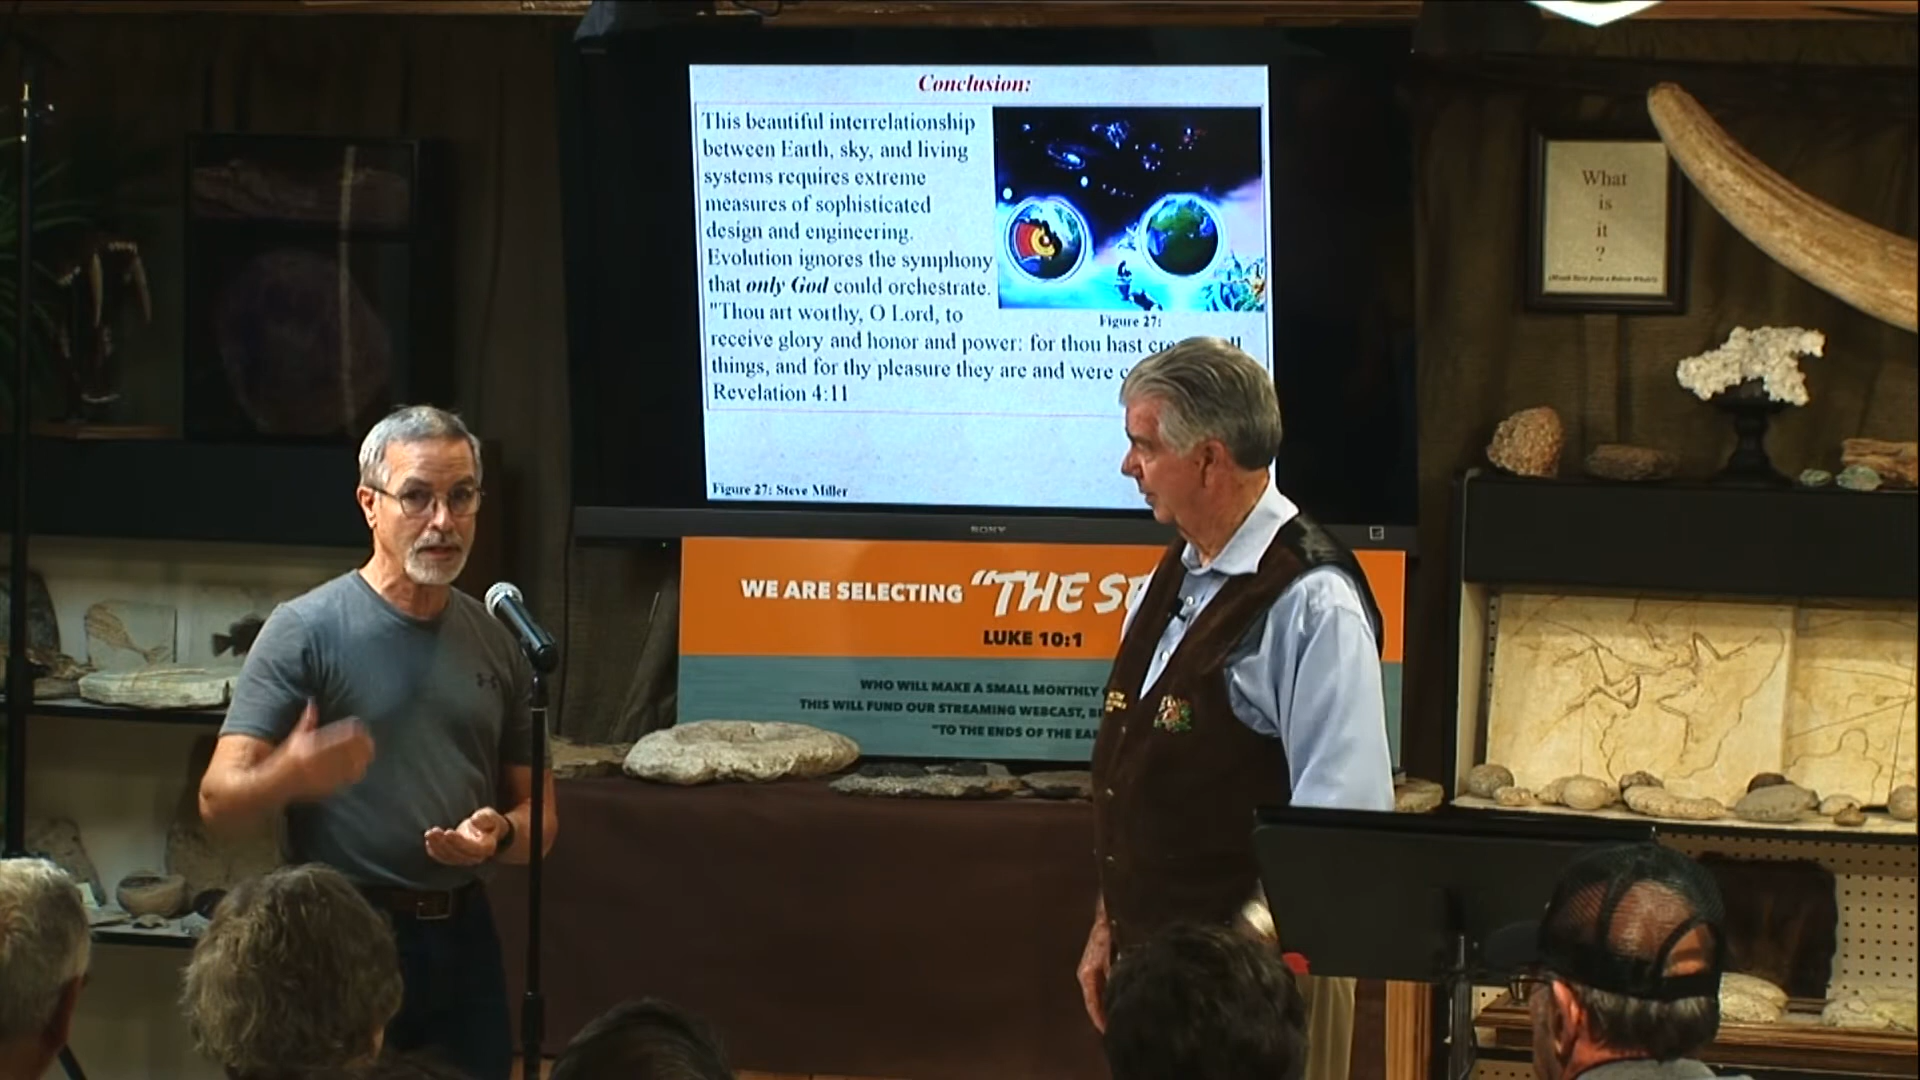 Conclusion:
This beautiful interrelationship
between Earth, sky, and living
systems requires extreme
measures of sophisticated
design and engineering.
Evolution ignores the symphony
that only God could orchestrate.
"Thou art worthy, O Lord, to
receive glory and honor and power: for thou hast
things, and for thy pleasure they are and were
Revelation 4:11
Figure 27:
Figure 27: Steve Miller
SONY
WE ARE SELECTING "THE
LUKE 10:1
WHO WILL MAKE A SMALL MONTHLY
THIS WILL FUND OUR STREAMING WEBCAST,
"TO THE ENDS OF THE
What
is
it
?